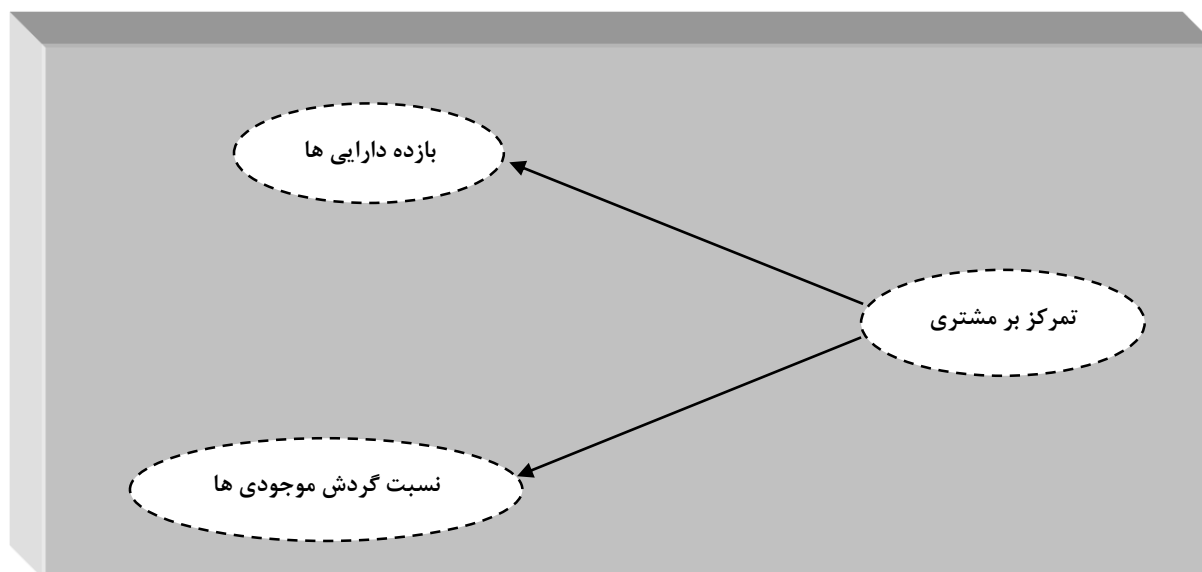 بازده دارایی ها
تمرکز بر مشتری
نسبت گردش موجودی ها